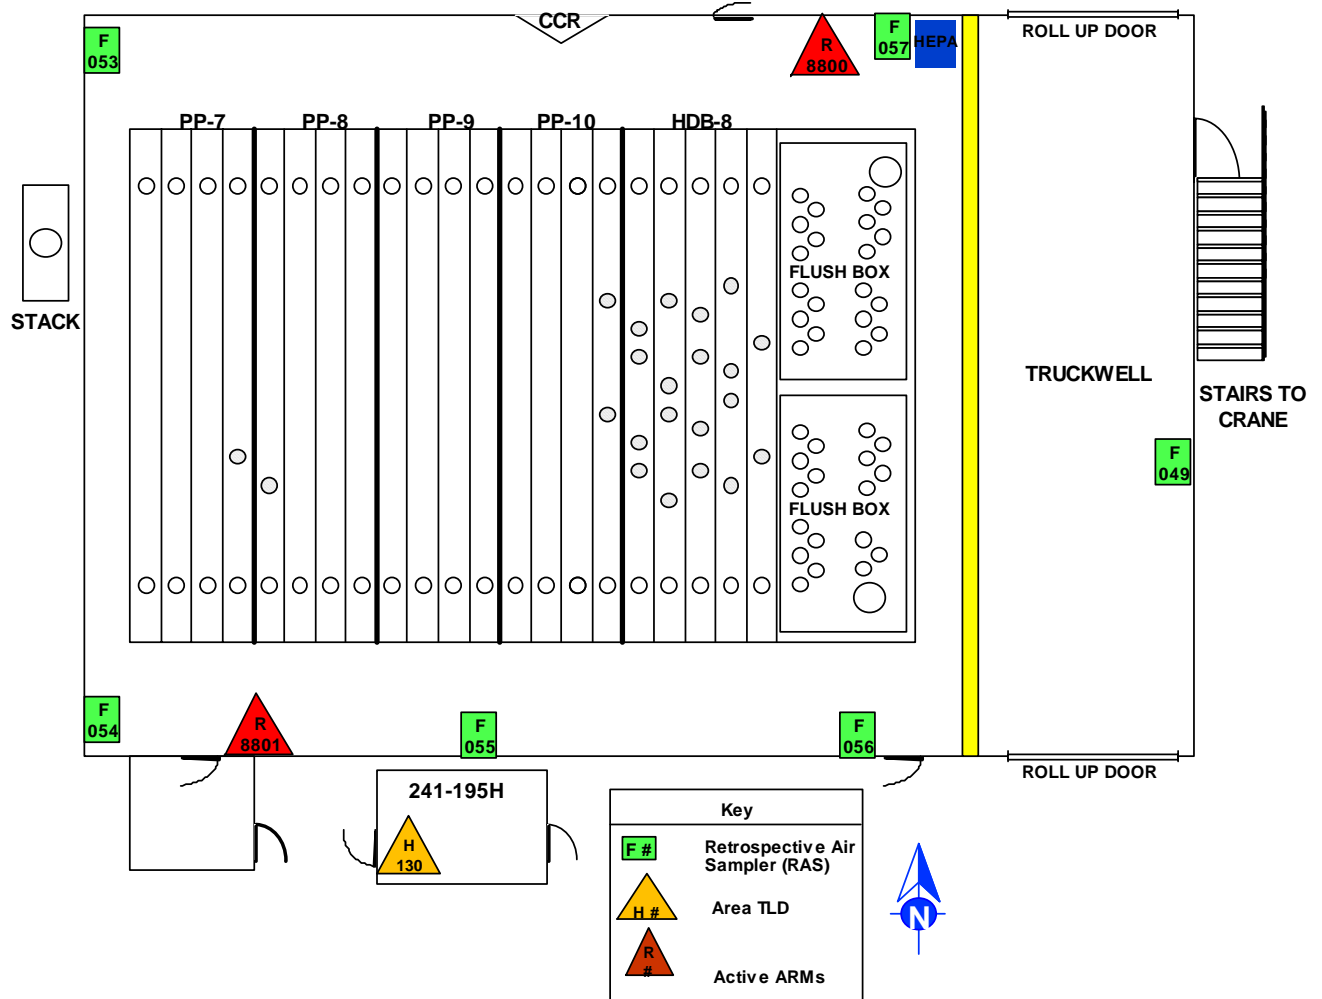 CCR
F
053
R
8800
F
057
HEPA
ROLL UP DOOR
PP-7
PP-8
PP-9
PP-10
HDB-8
STACK
FLUSH BOX
TRUCKWELL
STAIRS TO
CRANE
F
049
FLUSH BOX
F
054
R
8801
F
055
F
056
ROLL UP DOOR
241-195H
H
130
Key
F #
Retrospective Air
Sampler (RAS)
H #
Area TLD
R
#
Active ARMs
N